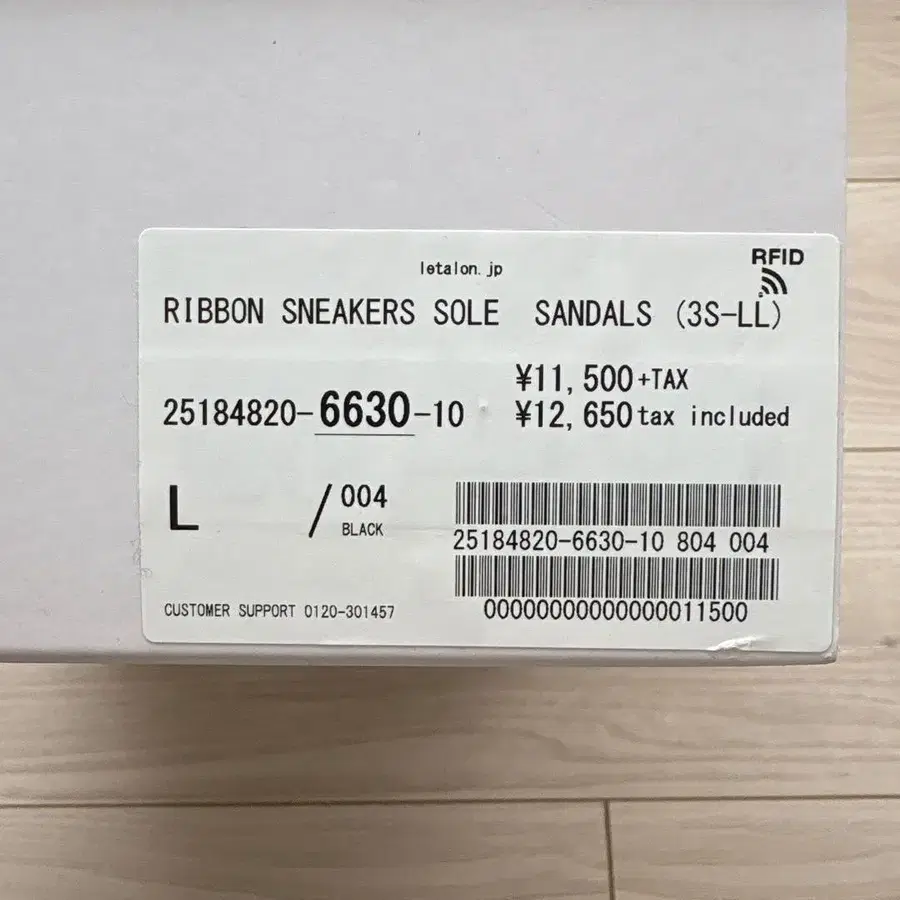 letalon.jp
RFID
RIBBON SNEAKERS SOLE SANDALS (3S-LL)
¥11,500+TAX
25184820-6630-10
¥12,650 tax included
L / 004
BLACK
25184820-6630-10 804 004
CUSTOMER SUPPORT 0120-301457
00000000000000011500